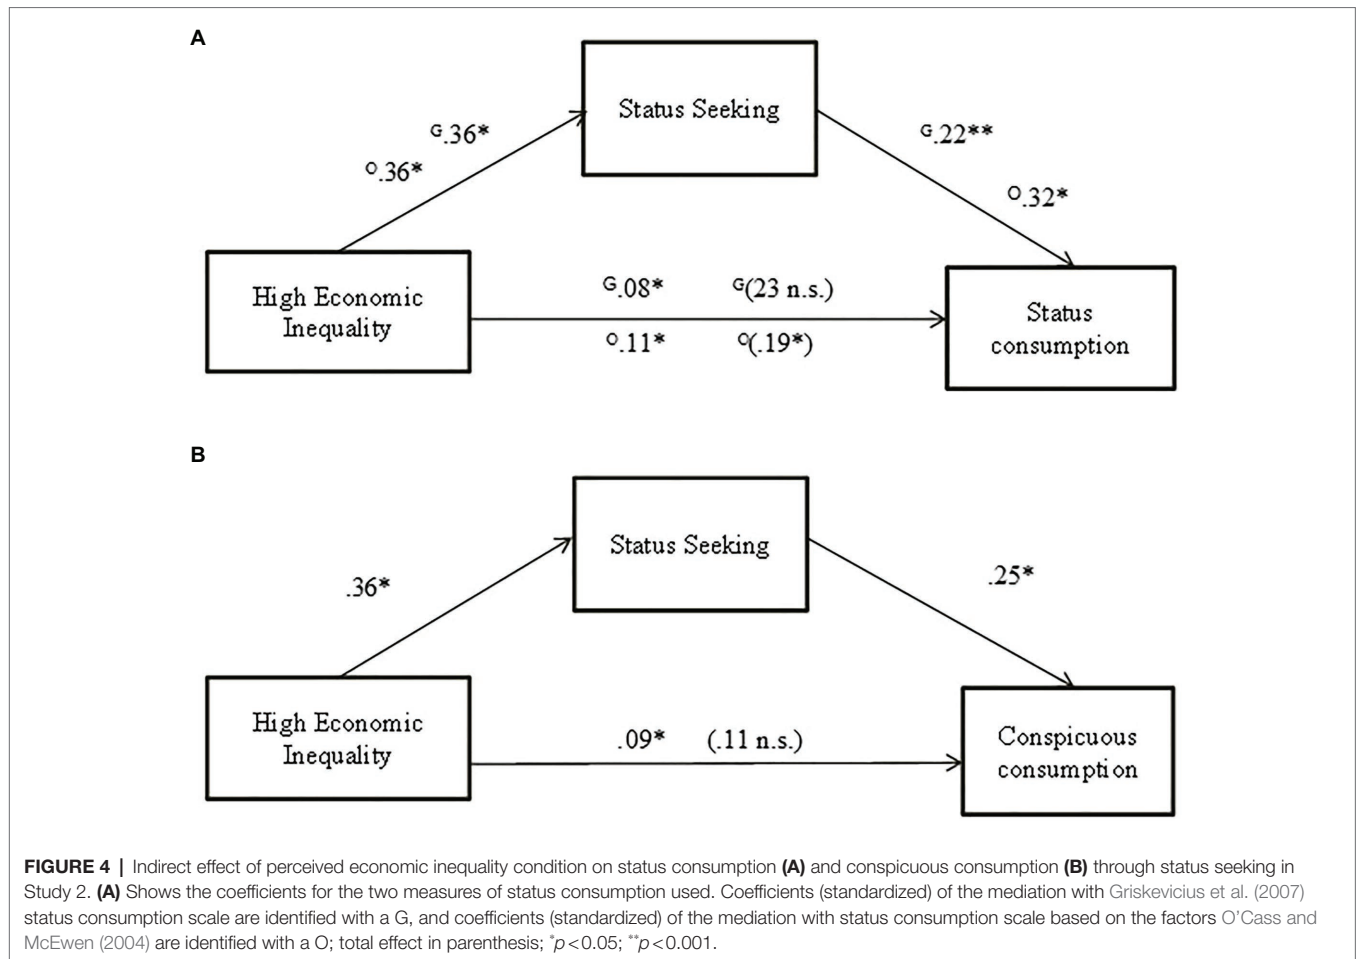 A
Status Seeking
ᴳ.36*
ᴼ.36*
ᴳ.22**
ᴼ.32*
High Economic
Inequality
ᴳ.08* ᴳ(23 n.s.)
ᴼ.11* ᴼ(.19*)
Status
consumption
B
Status Seeking
.36*
.25*
High Economic
Inequality
.09* (.11 n.s.)
Conspicuous
consumption
FIGURE 4 | Indirect effect of perceived economic inequality condition on status consumption (A) and conspicuous consumption (B) through status seeking in
Study 2. (A) Shows the coefficients for the two measures of status consumption used. Coefficients (standardized) of the mediation with Griskevicius et al. (2007)
status consumption scale are identified with a G, and coefficients (standardized) of the mediation with status consumption scale based on the factors O'Cass and
McEwen (2004) are identified with a O; total effect in parenthesis; *p<0.05; **p<0.001.